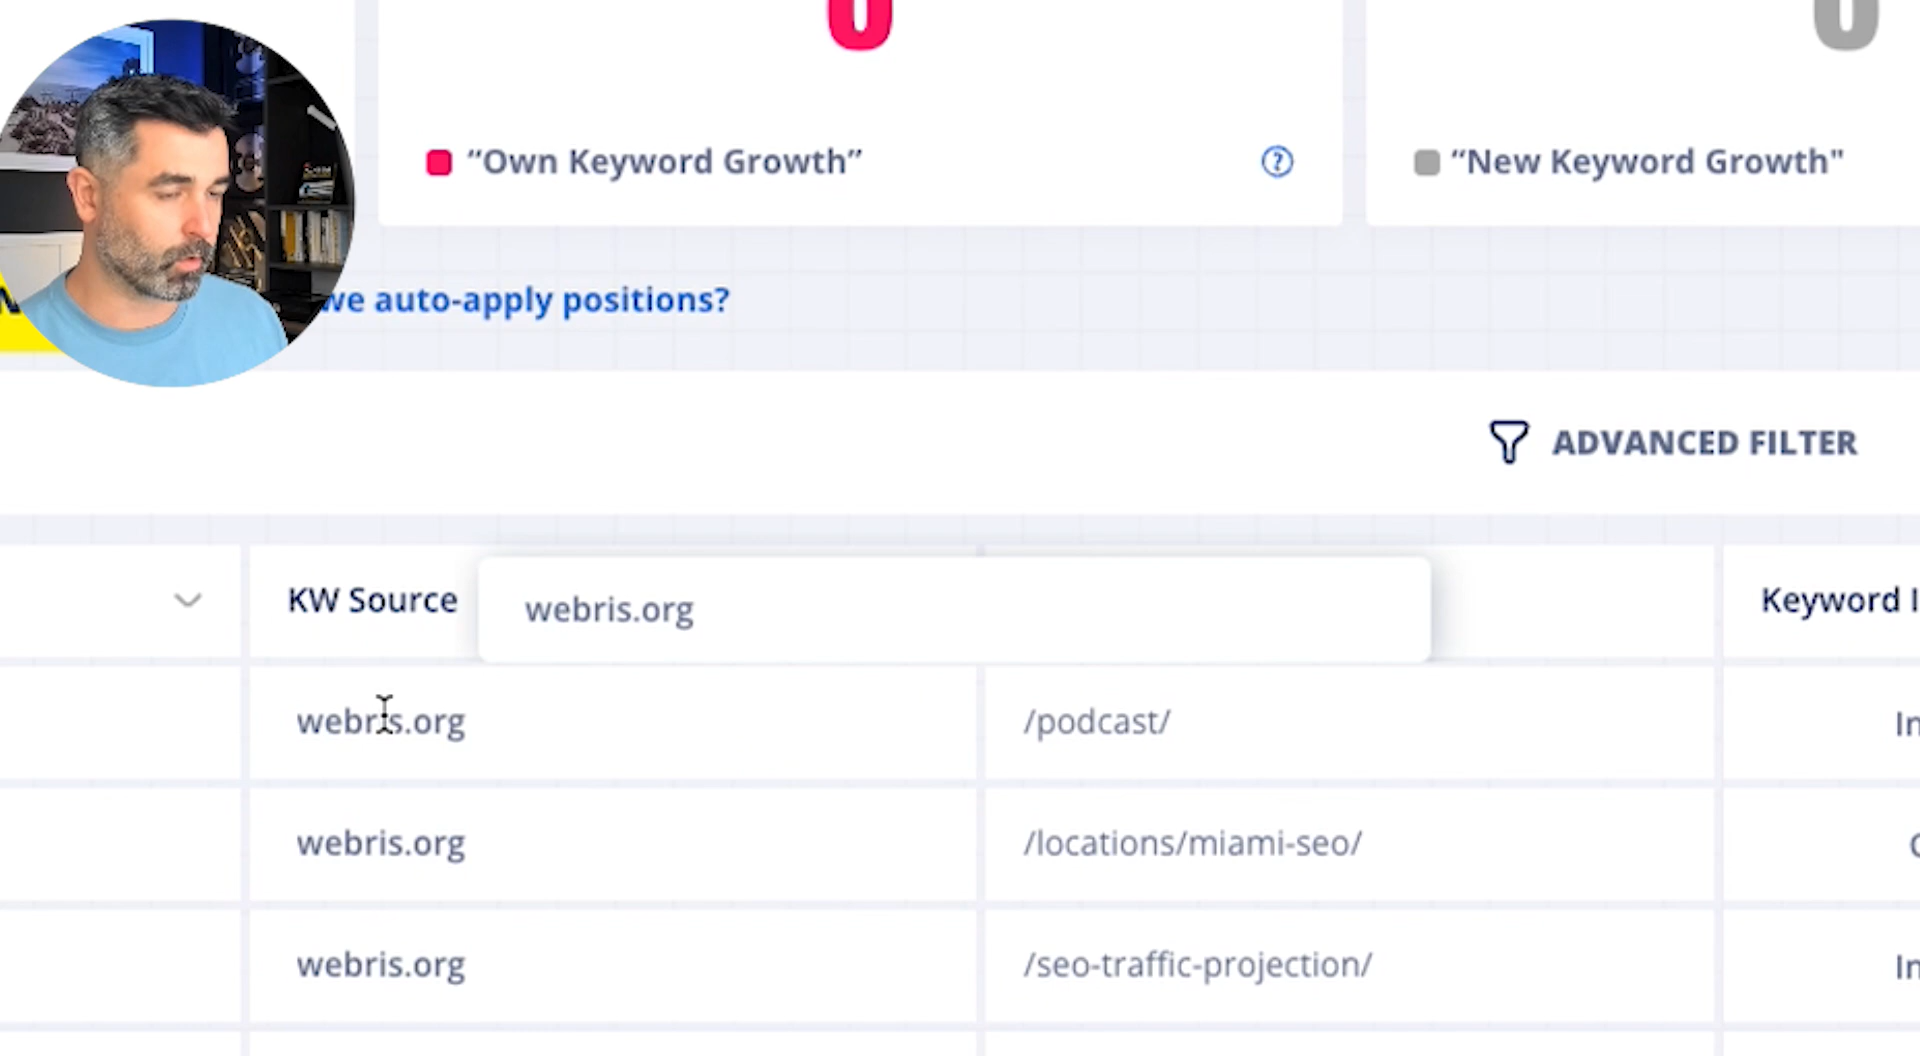 “Own Keyword Growth”
“New Keyword Growth"
we auto-apply positions?
ADVANCED FILTER
KW Source
webris.org
Keyword
webris.org
/podcast/
webris.org
/locations/miami-seo/
webris.org
/seo-traffic-projection/